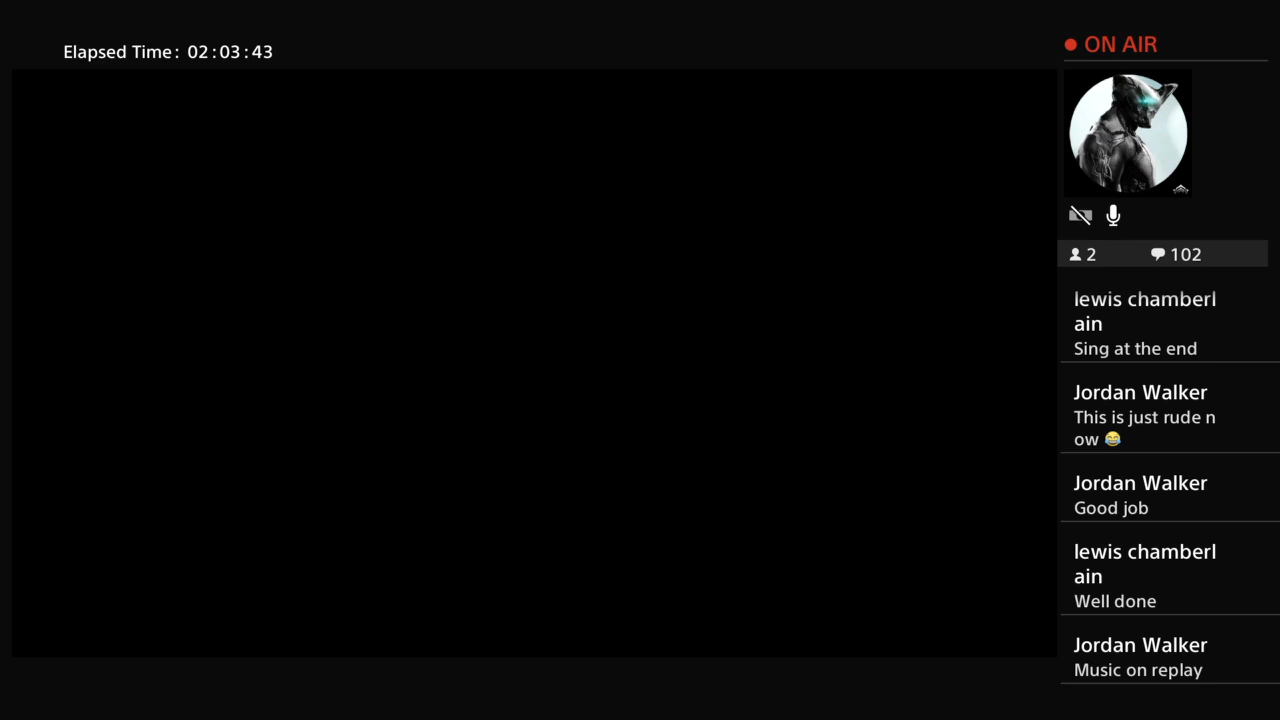 Elapsed Time: 02:03:43
ON AIR
2 102
lewis chamberl
ain
Sing at the end
Jordan Walker
This is just rude n
ow 😂
Jordan Walker
Good job
lewis chamberl
ain
Well done
Jordan Walker
Music on replay